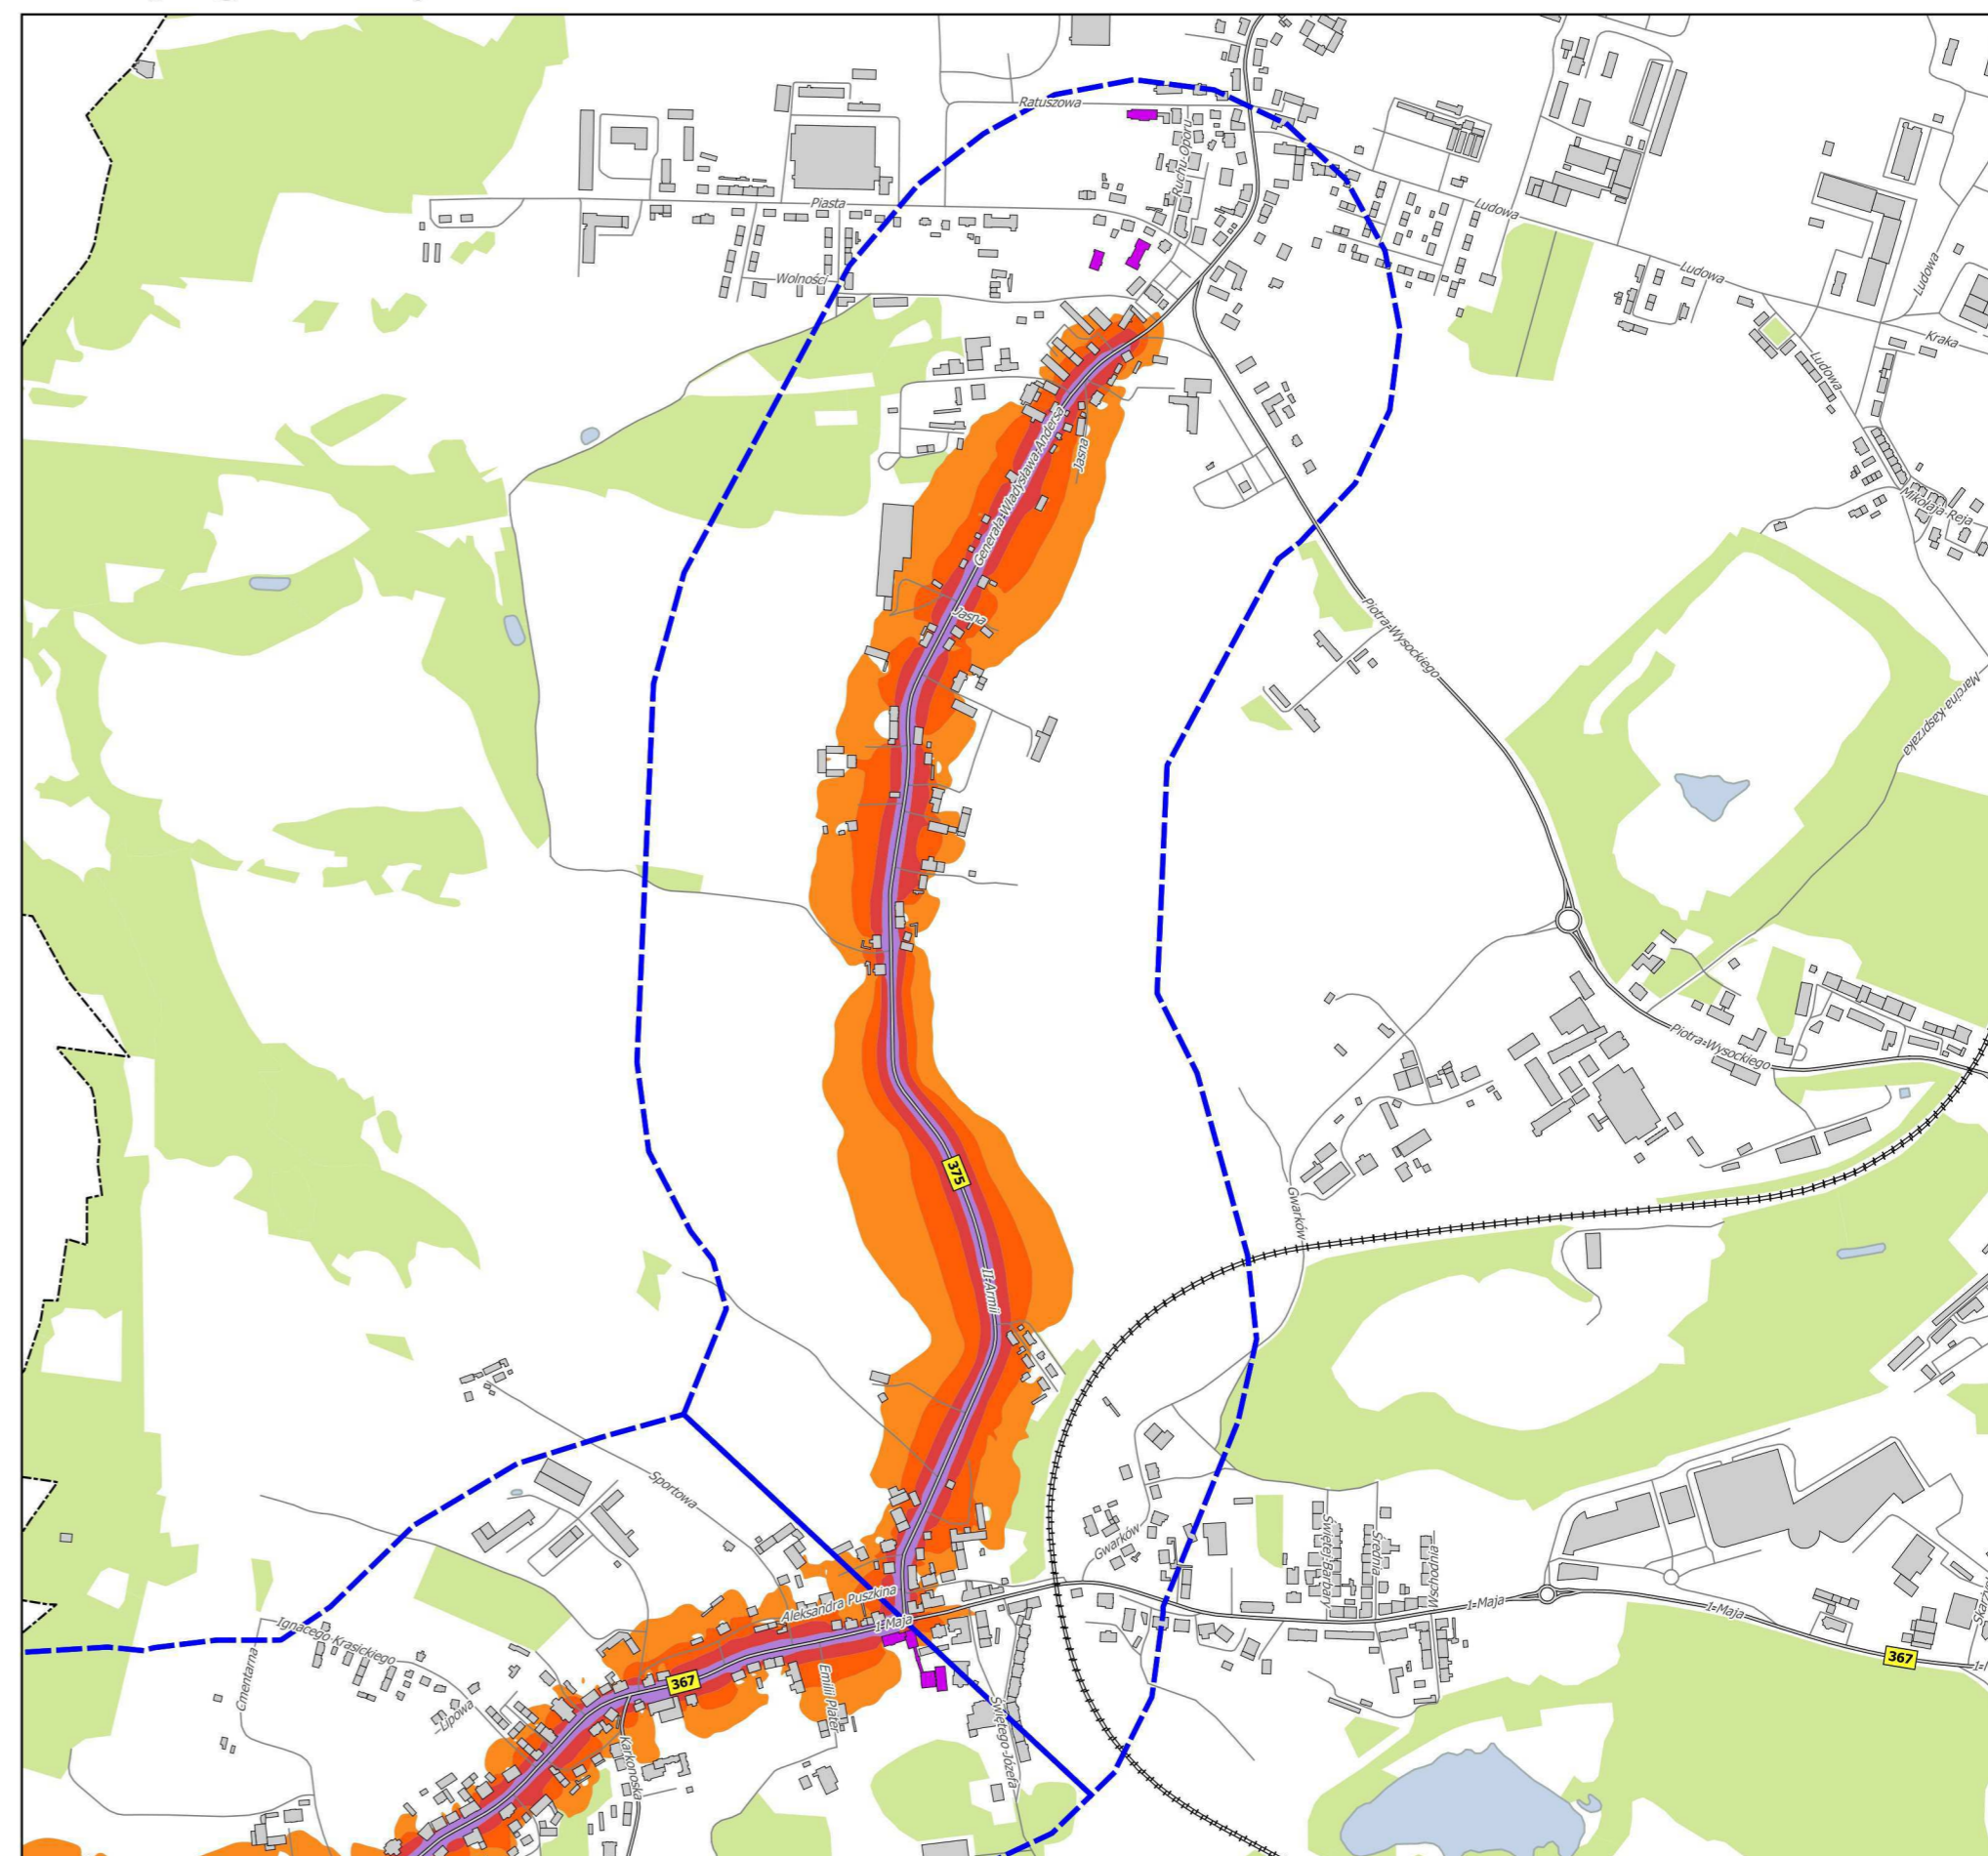 Ratuszowa
Ruchu-Oporu
Piasta
Ludowa
Wolności
Ludowa
Ludowa
Kraka
Ludowa
Generała-Władysława-Andersa
Jasna
Mikołaja-Reja
Jasna
Piotra-Wysockiego
Marcina-Kasprzaka
Piotra-Wysockiego
375
Gwarków
II-Armii
Sportowa
Gwarków
Świętej-Barbary
Średnia
Wschodnia
Aleksandra Puszkina
1-Maja
1-Maja
1-Maja
Ignacego-Krasickiego
Cmentarna
Lipowa
367
Emilii Plater
367
Świętego-Józefa
Karkonoska